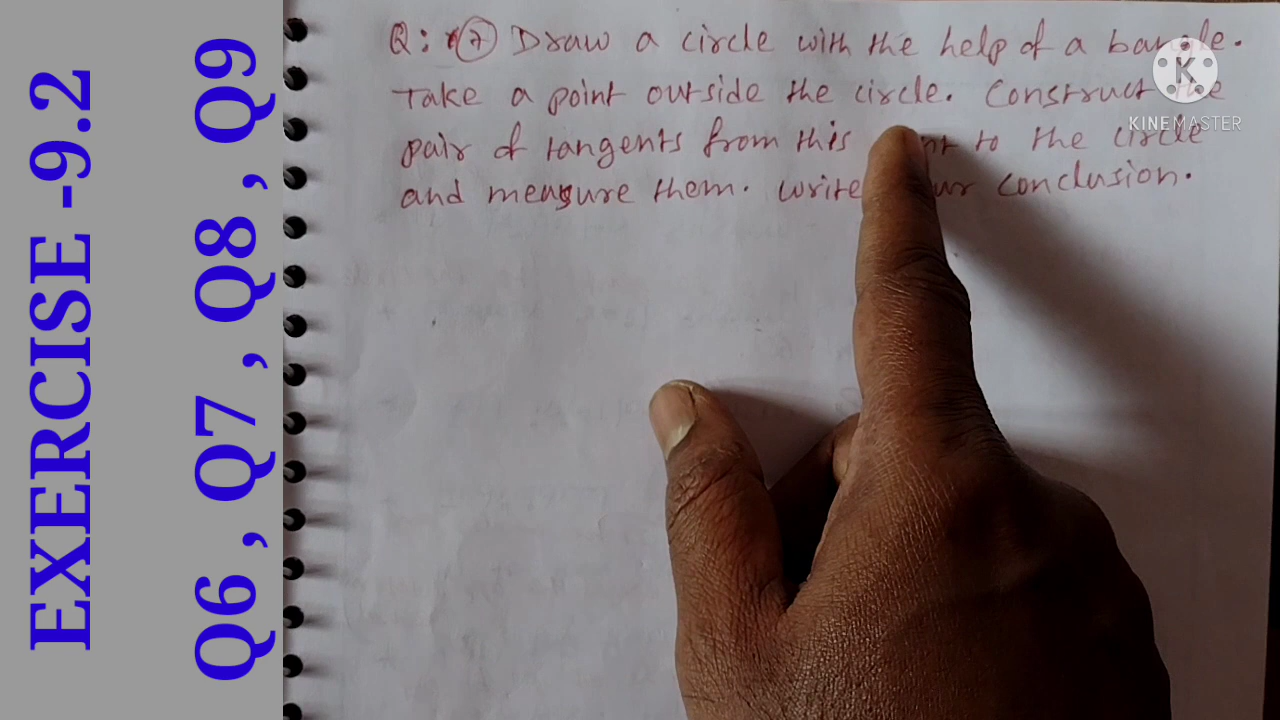 EXERCISE -9.2
Q6 , Q7 , Q8 , Q9
Q: 7 Draw a circle with the help of a bangle.
Take a point outside the circle. Construct the
pair of tangents from this to the circle
and measure them. write conclusion.
KINEMASTER